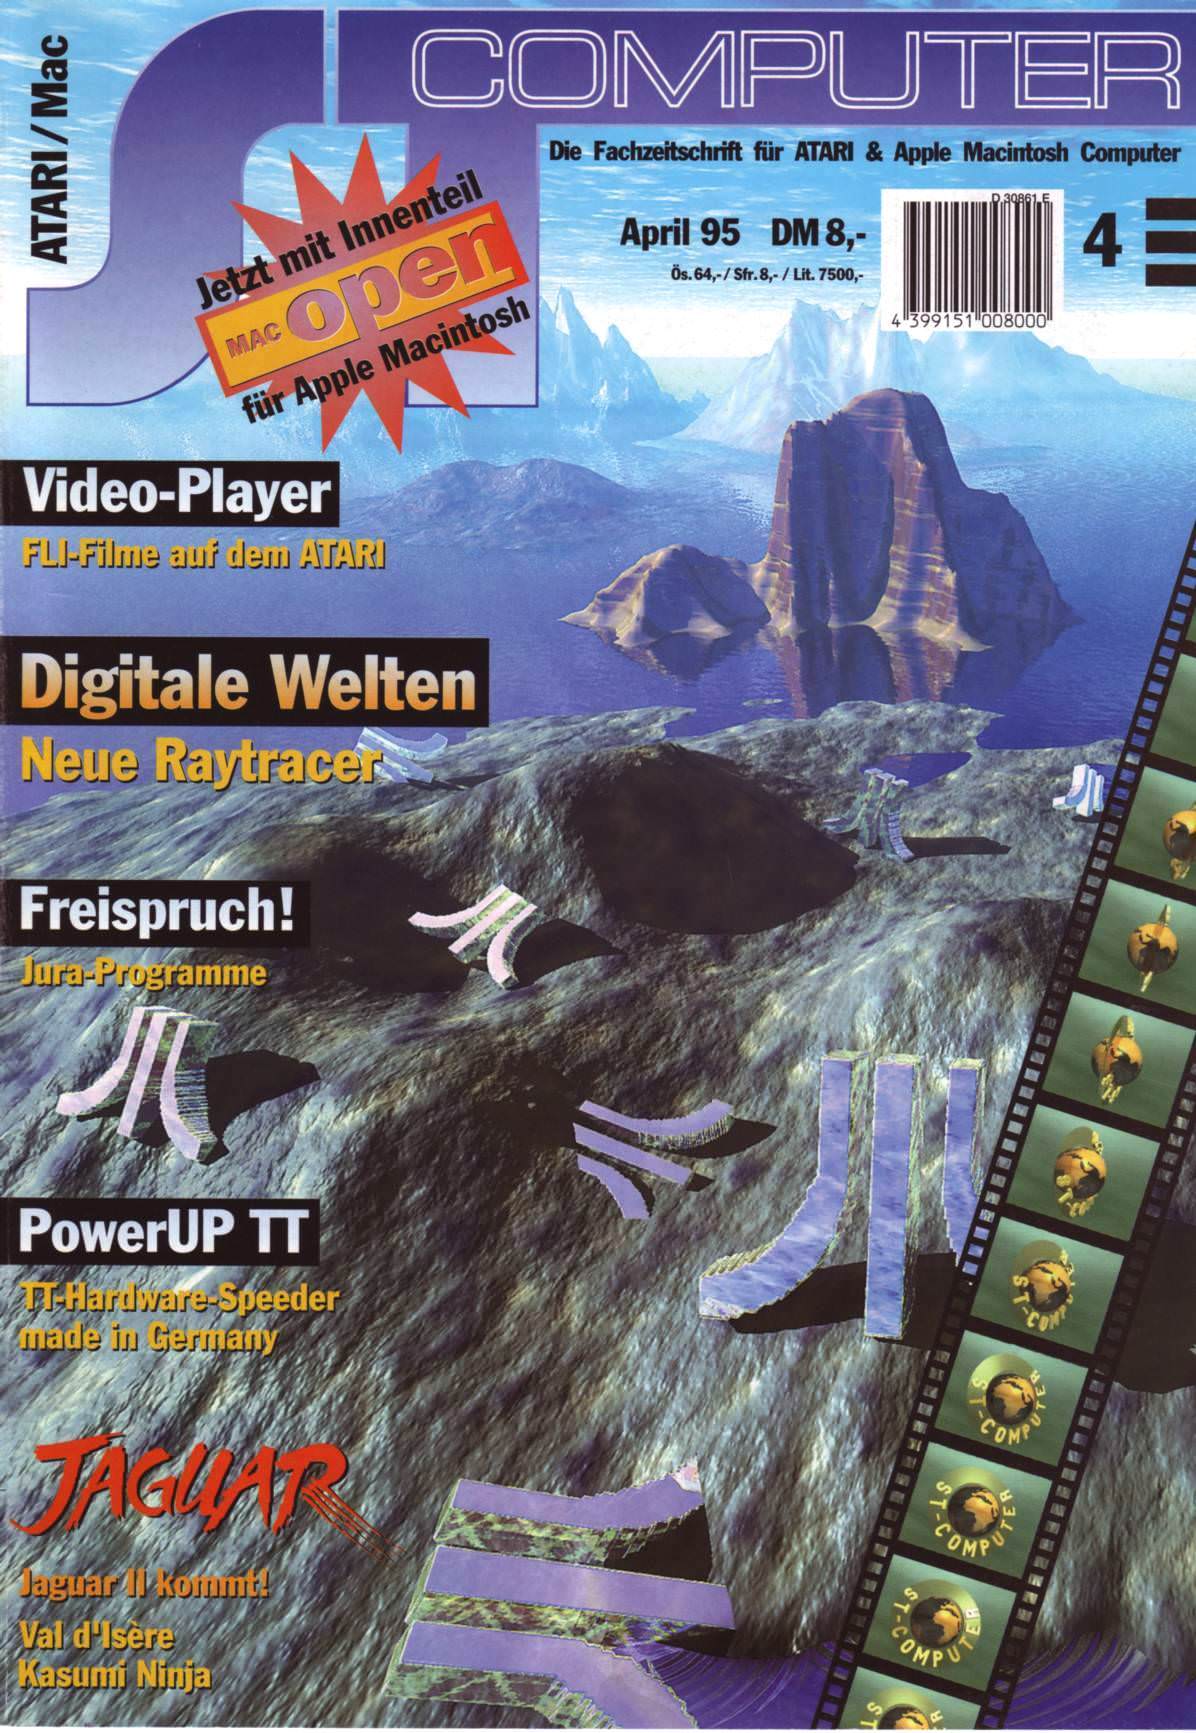 ATARI/Mac
ST COMPUTER
Die Fachzeitschrift für ATARI & Apple Macintosh Computer
D 30861 E
April 95 DM 8,-
4
Ös. 64,- / Sfr. 8,- / Lit. 7500,-
4 399151 008000
Jetzt mit Innenteil
MAC open
für Apple Macintosh
Video-Player
FLI-Filme auf dem ATARI
Digitale Welten
Neue Raytracer
Freispruch!
Jura-Programme
PowerUP TT
TT-Hardware-Speeder
made in Germany
JAGUAR
Jaguar II kommt!
Val d'Isère
Kasumi Ninja
ST-COMPUTER
ST-COMPUTER
ST-COMPUTER
ST-COMPUTER